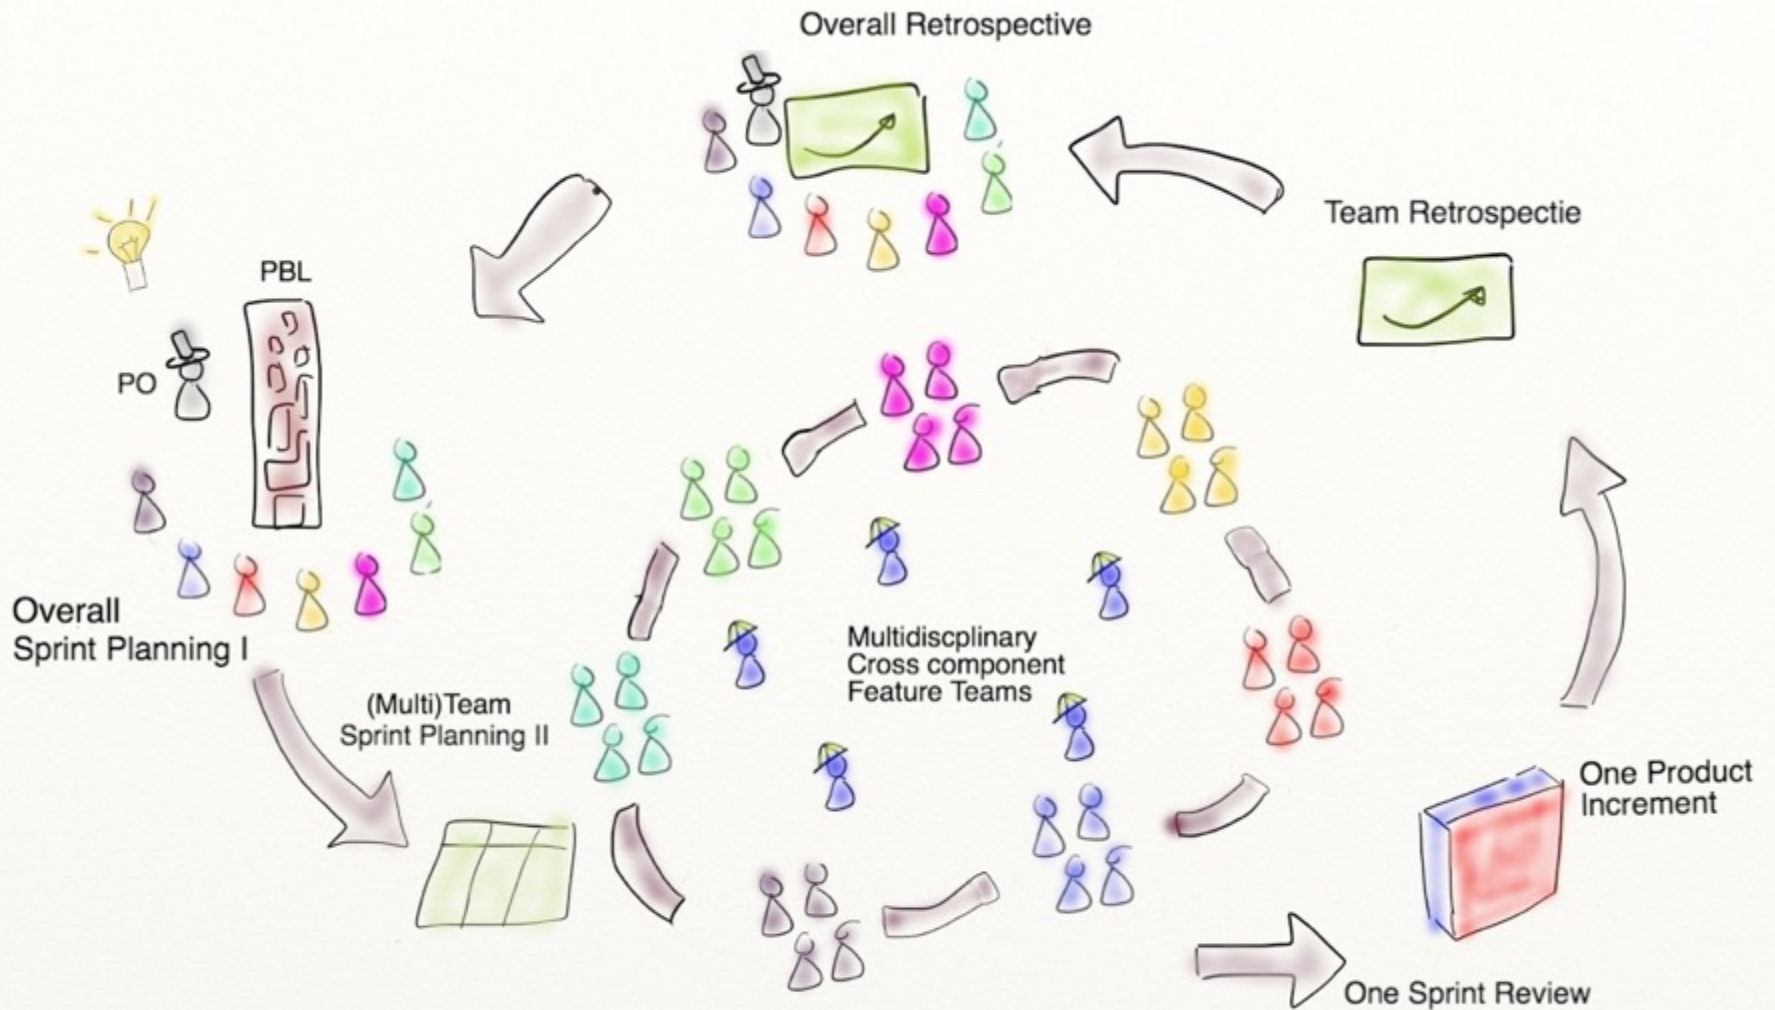 Overall Retrospective
Team Retrospectie
PBL
PO
Overall
Sprint Planning I
(Multi)Team
Sprint Planning II
Multidiscplinary
Cross component
Feature Teams
One Product
Increment
One Sprint Review